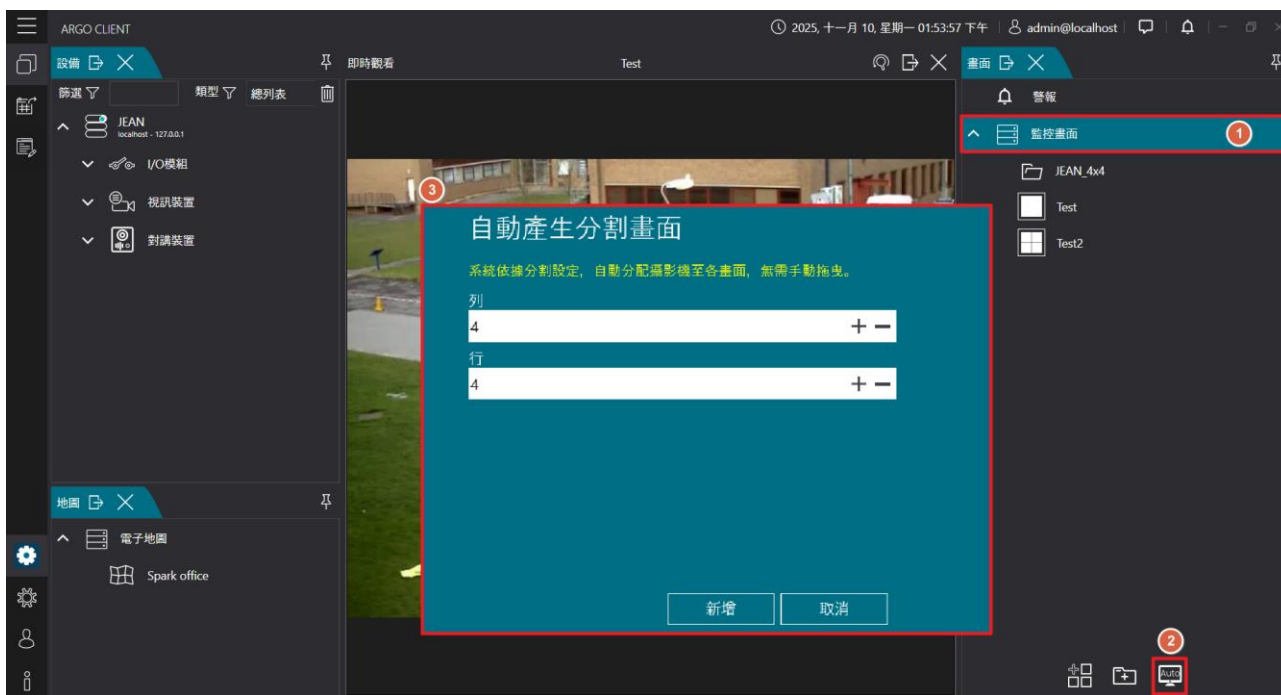 ARGO CLIENT
2025, 十一月 10, 星期一 01:53:57 下午
admin@localhost
設備
篩選
類型
總列表
JEAN
localhost - 127.0.0.1
I/O模組
視訊裝置
對講裝置
地圖
電子地圖
Spark office
即時觀看
Test
3
自動產生分割畫面
系統依據分割設定，自動分配攝影機至各畫面，無需手動拖曳。
列
4
行
4
新增
取消
畫面
警報
監控畫面
1
JEAN_4x4
Test
Test2
2
Auto